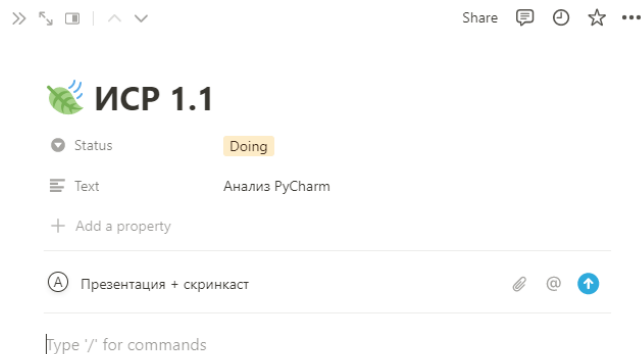 Share
ИСР 1.1
Status Doing
Text Анализ PyCharm
Add a property
A Презентация + скринкаст @
Type '/' for commands